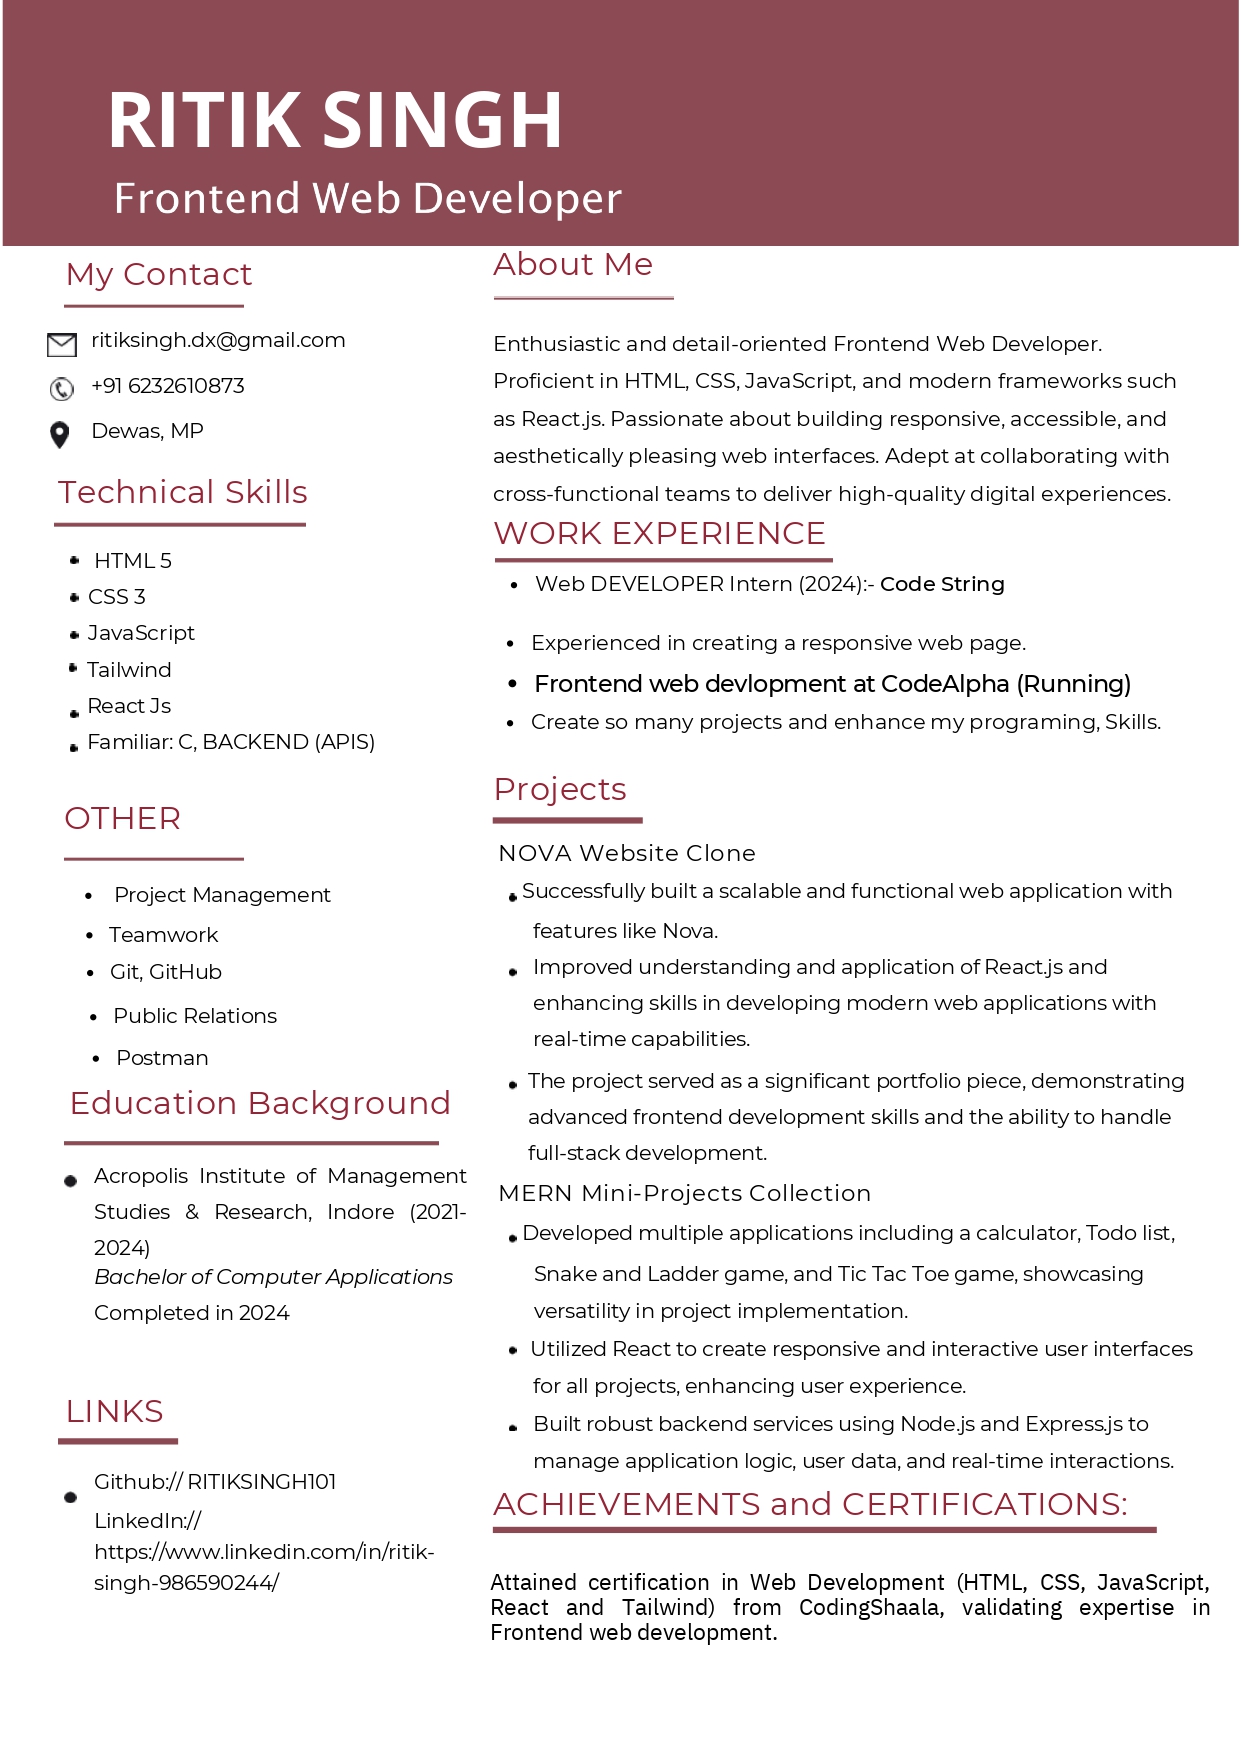 RITIK SINGH
Frontend Web Developer
My Contact
ritiksingh.dx@gmail.com
+91 6232610873
Dewas, MP
Technical Skills
HTML 5
CSS 3
JavaScript
Tailwind
React Js
Familiar: C, BACKEND (APIS)
OTHER
Project Management
Teamwork
Git, GitHub
Public Relations
Postman
Education Background
Acropolis Institute of Management
Studies & Research, Indore (2021-
2024)
Bachelor of Computer Applications
Completed in 2024
LINKS
Github:// RITIKSINGH101
LinkedIn://
https://www.linkedin.com/in/ritik-
singh-986590244/
About Me
Enthusiastic and detail-oriented Frontend Web Developer.
Proficient in HTML, CSS, JavaScript, and modern frameworks such
as React.js. Passionate about building responsive, accessible, and
aesthetically pleasing web interfaces. Adept at collaborating with
cross-functional teams to deliver high-quality digital experiences.
WORK EXPERIENCE
• Web DEVELOPER Intern (2024):- Code String
• Experienced in creating a responsive web page.
• Frontend web devlopment at CodeAlpha (Running)
• Create so many projects and enhance my programing, Skills.
Projects
NOVA Website Clone
Successfully built a scalable and functional web application with
features like Nova.
Improved understanding and application of React.js and
enhancing skills in developing modern web applications with
real-time capabilities.
The project served as a significant portfolio piece, demonstrating
advanced frontend development skills and the ability to handle
full-stack development.
MERN Mini-Projects Collection
Developed multiple applications including a calculator, Todo list,
Snake and Ladder game, and Tic Tac Toe game, showcasing
versatility in project implementation.
Utilized React to create responsive and interactive user interfaces
for all projects, enhancing user experience.
Built robust backend services using Node.js and Express.js to
manage application logic, user data, and real-time interactions.
ACHIEVEMENTS and CERTIFICATIONS:
Attained certification in Web Development (HTML, CSS, JavaScript,
React and Tailwind) from CodingShaala, validating expertise in
Frontend web development.